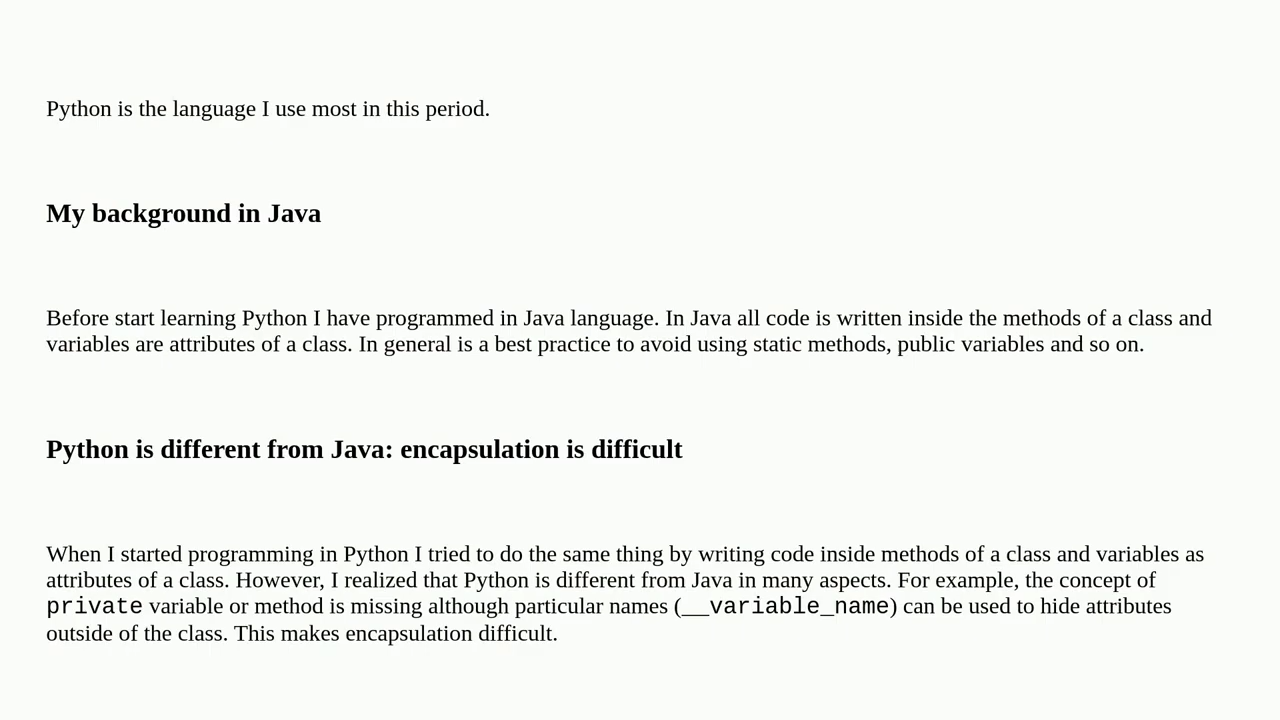 Python is the language I use most in this period.
My background in Java
Before start learning Python I have programmed in Java language. In Java all code is written inside the methods of a class and
variables are attributes of a class. In general is a best practice to avoid using static methods, public variables and so on.
Python is different from Java: encapsulation is difficult
When I started programming in Python I tried to do the same thing by writing code inside methods of a class and variables as
attributes of a class. However, I realized that Python is different from Java in many aspects. For example, the concept of
private variable or method is missing although particular names (__variable_name) can be used to hide attributes
outside of the class. This makes encapsulation difficult.